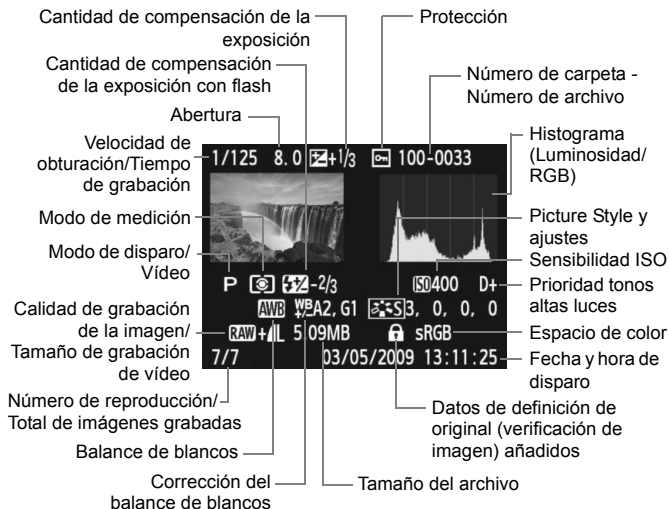 Cantidad de compensación de la
exposición
Protección
Cantidad de compensación
de la exposición con flash
Número de carpeta -
Número de archivo
Abertura
Velocidad de
obturación/Tiempo
de grabación
Histograma
(Luminosidad/
RGB)
1/125 8.0 +1/3 100-0033
Modo de medición
Picture Style y
ajustes
Modo de disparo/
Vídeo
Sensibilidad ISO
P -2/3 ISO400 D+
Prioridad tonos
altas luces
AWB WB A2, G1 S3, 0, 0, 0
Calidad de grabación
de la imagen/
Tamaño de grabación
de vídeo
RAW+L 5.09MB sRGB
Espacio de color
7/7 03/05/2009 13:11:25
Fecha y hora de
disparo
Número de reproducción/
Total de imágenes grabadas
Datos de definición de
original (verificación de
imagen) añadidos
Balance de blancos
Corrección del
balance de blancos
Tamaño del archivo